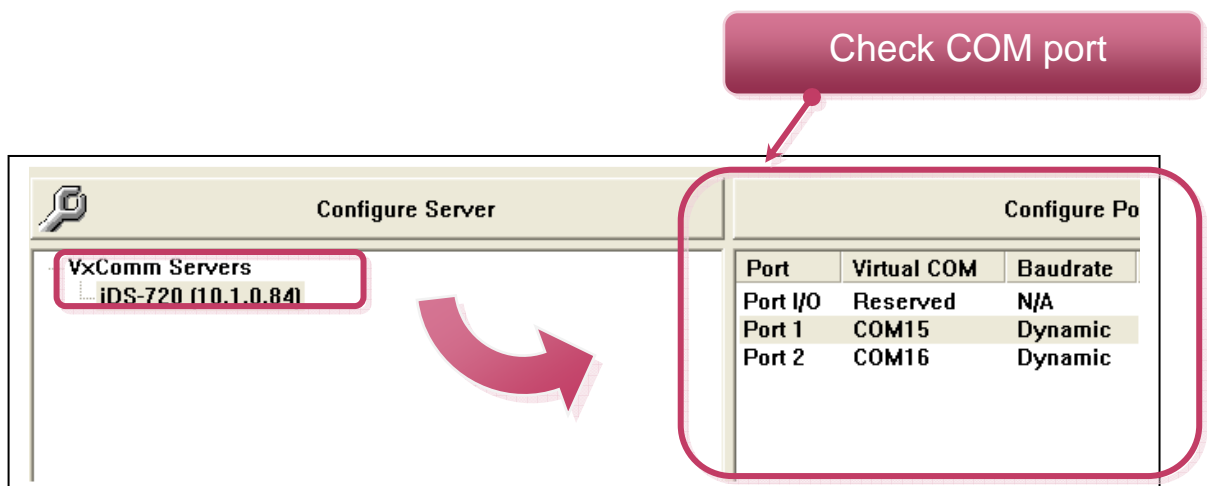 Check COM port
Configure Server
Configure Po
VxComm Servers
iDS-720 (10.1.0.84)
Port Virtual COM Baudrate
Port I/O Reserved N/A
Port 1 COM15 Dynamic
Port 2 COM16 Dynamic